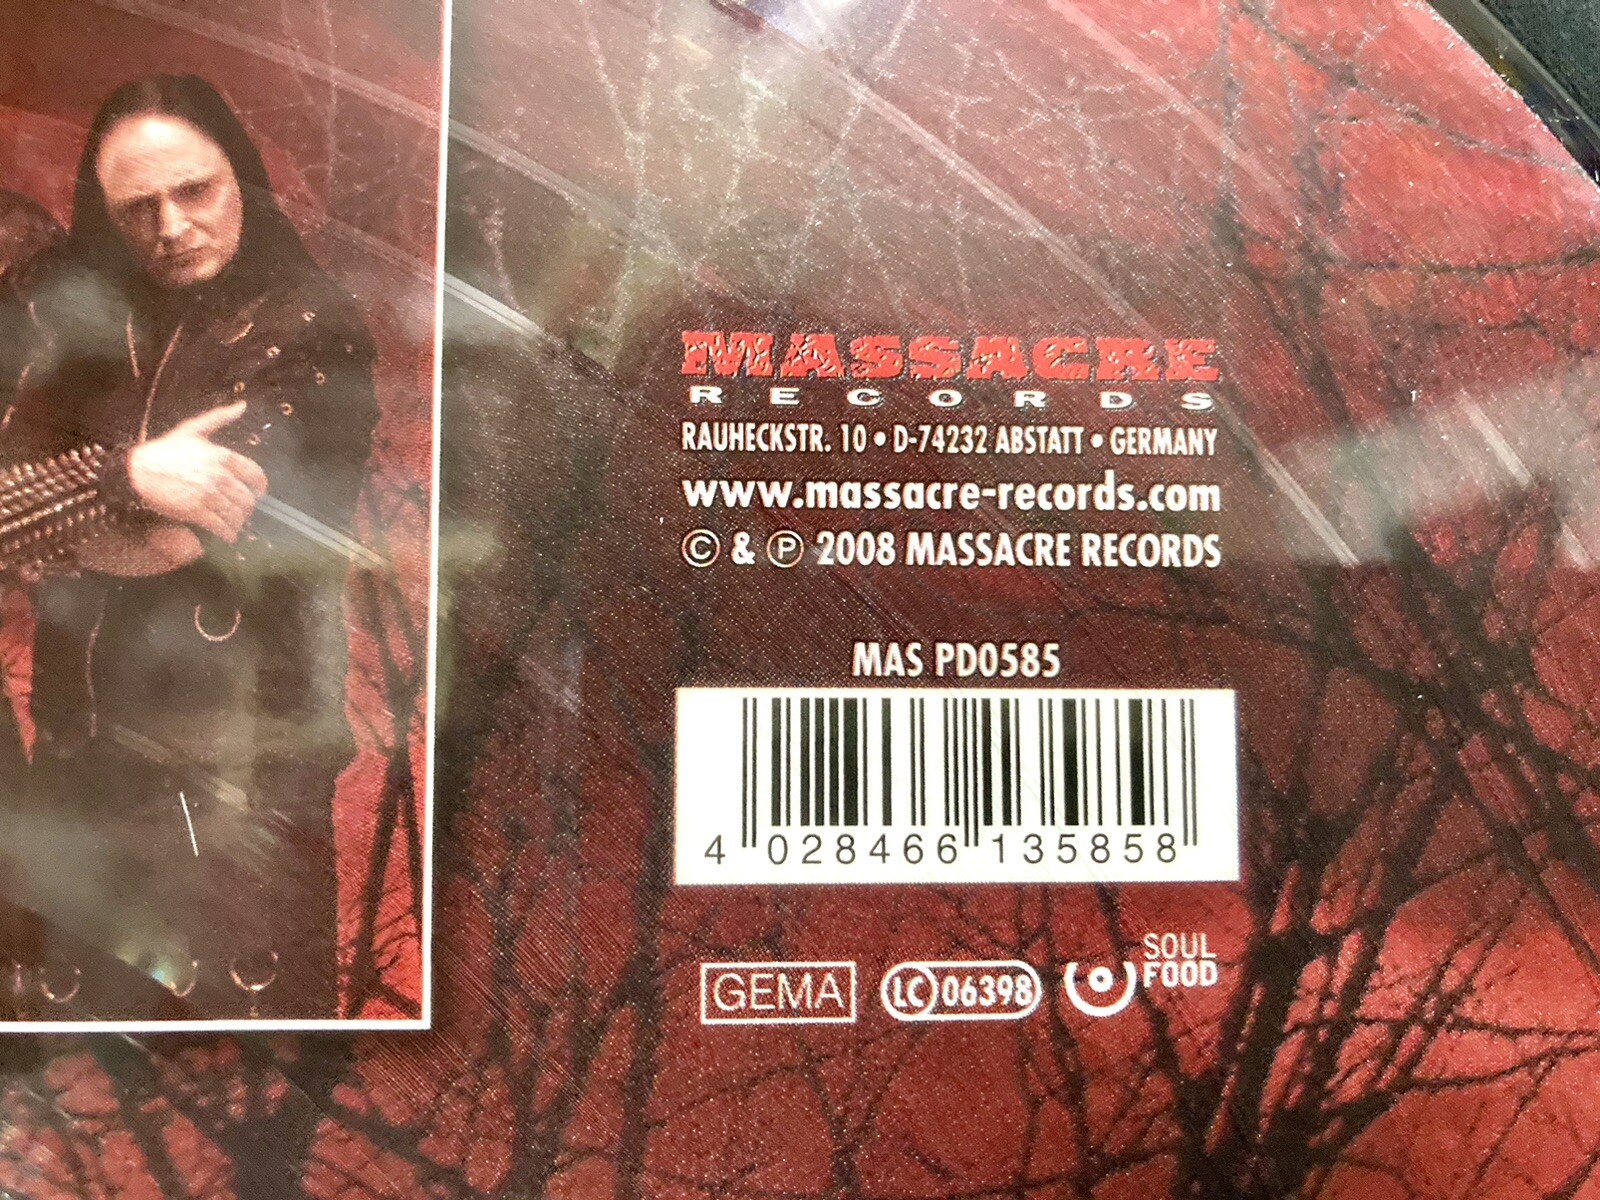 MASSACRE
RECORDS
RAUHECKSTR. 10 • D-74232 ABSTATT • GERMANY
www.massacre-records.com
© & ℗ 2008 MASSACRE RECORDS
MAS PD0585
4 028466 135858
GEMA
LC 06398
SOUL
FOOD